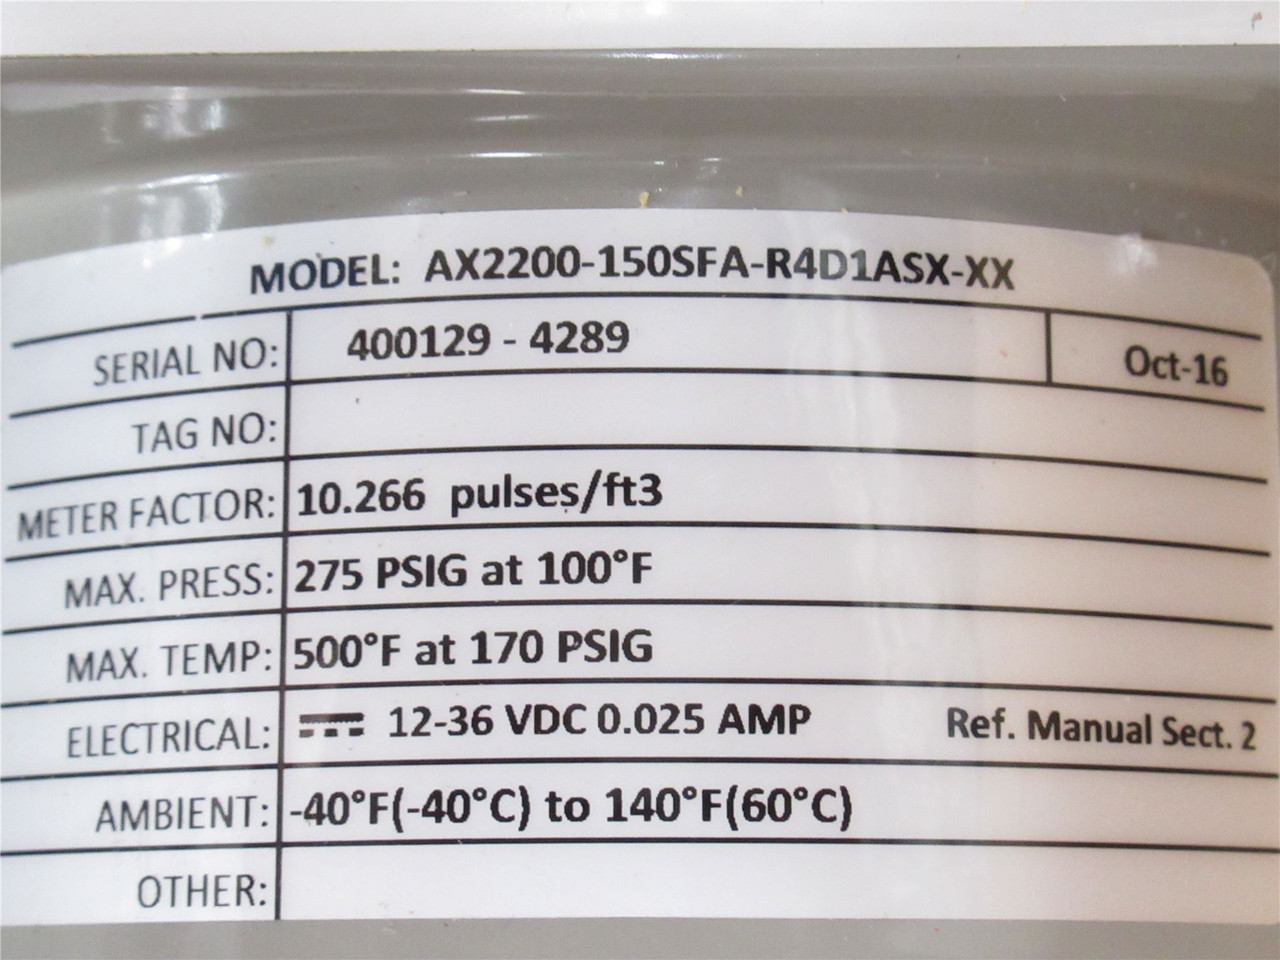 MODEL: AX2200-150SFA-R4D1ASX-XX
SERIAL NO: 400129 - 4289 Oct-16
TAG NO:
METER FACTOR: 10.266 pulses/ft3
MAX. PRESS: 275 PSIG at 100°F
MAX. TEMP: 500°F at 170 PSIG
ELECTRICAL: 12-36 VDC 0.025 AMP Ref. Manual Sect. 2
AMBIENT: -40°F(-40°C) to 140°F(60°C)
OTHER: